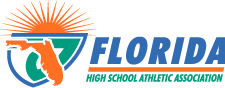 FLORIDA
HIGH SCHOOL ATHLETIC ASSOCIATION